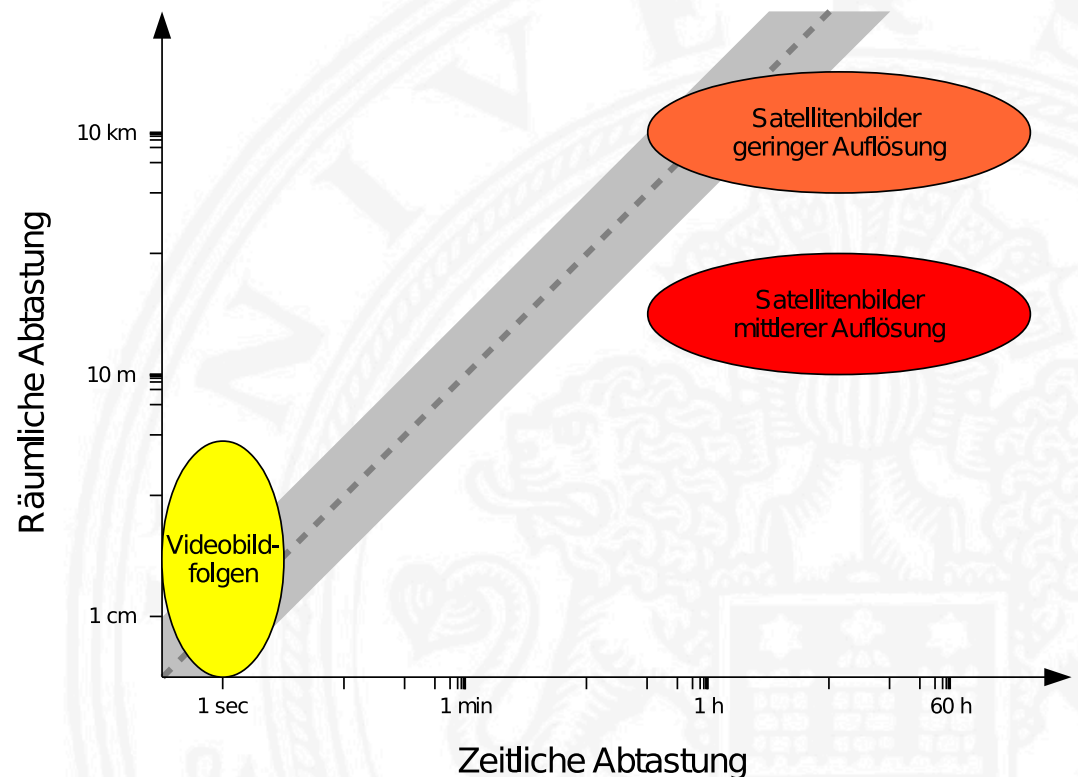 Räumliche Abtastung
10 km
10 m
1 cm
Satellitenbilder
geringer Auflösung
Satellitenbilder
mittlerer Auflösung
Videobild-
folgen
1 sec
1 min
1 h
60 h
Zeitliche Abtastung